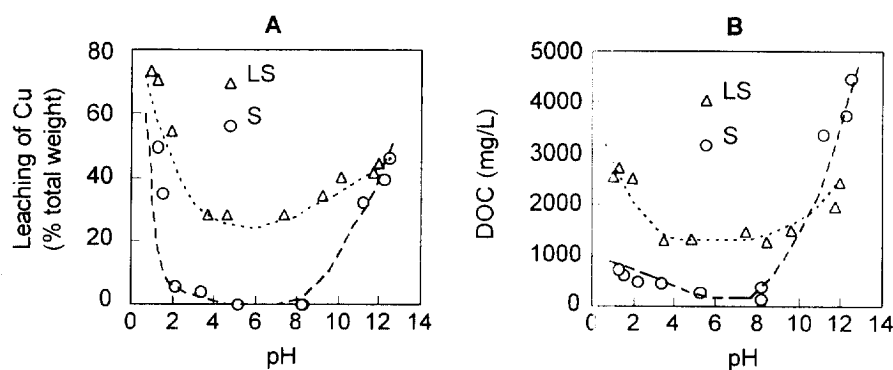 A
Leaching of Cu
(% total weight)
80
60
40
20
0
LS
S
0 2 4 6 8 10 12 14
pH
B
DOC (mg/L)
5000
4000
3000
2000
1000
0
LS
S
0 2 4 6 8 10 12 14
pH